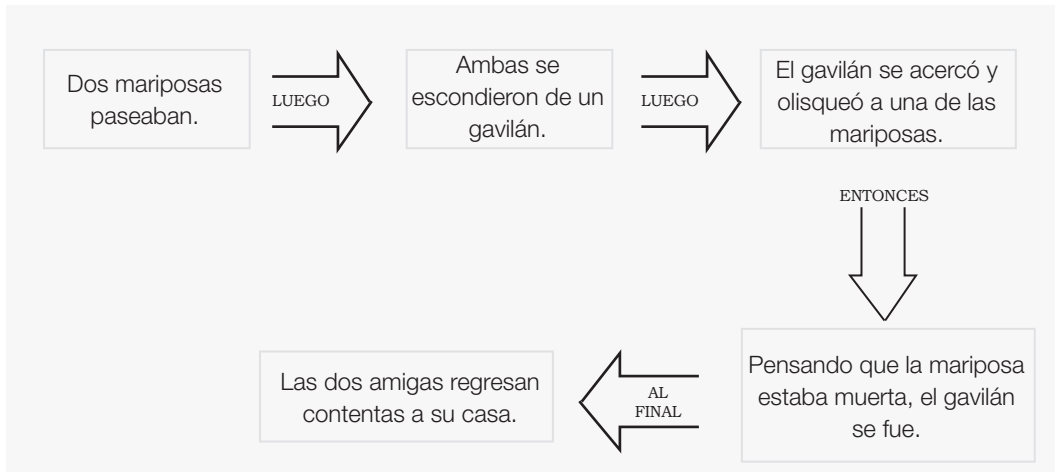 Dos mariposas
paseaban.
LUEGO
Ambas se
escondieron de un
gavilán.
LUEGO
El gavilán se acercó y
olisqueó a una de las
mariposas.
ENTONCES
Pensando que la mariposa
estaba muerta, el gavilán
se fue.
AL
FINAL
Las dos amigas regresan
contentas a su casa.